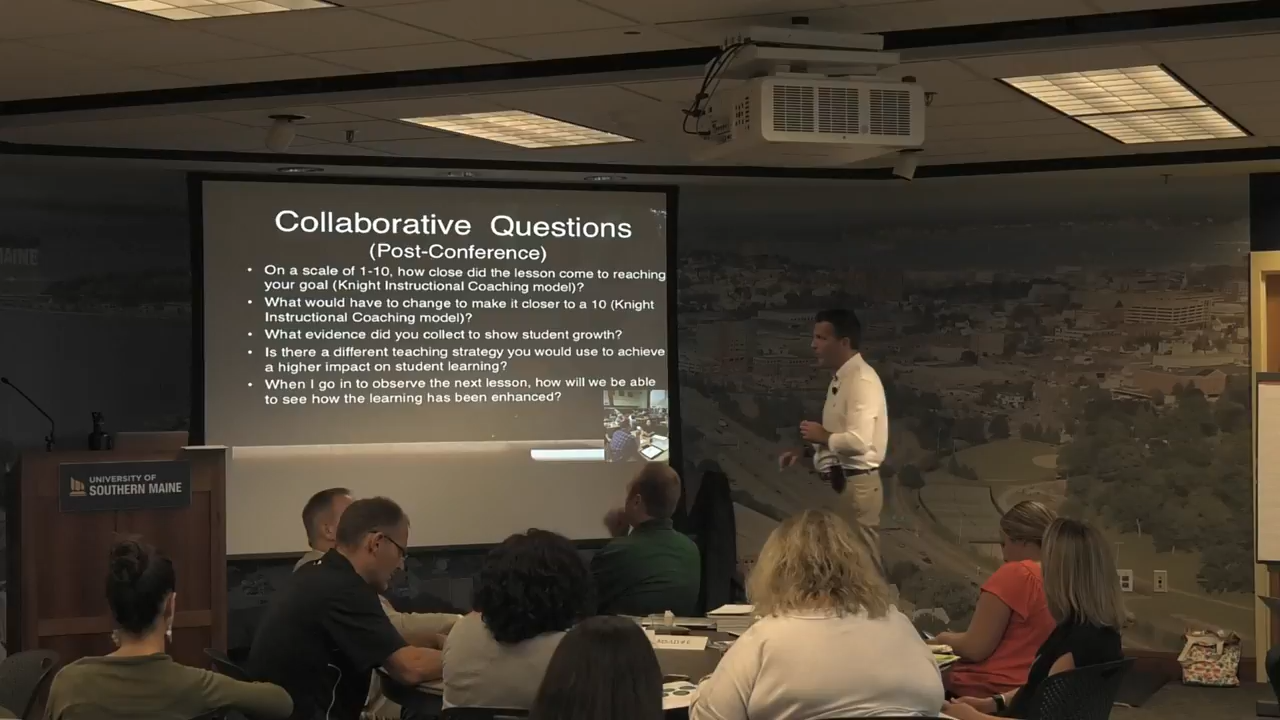 MAINE
Collaborative Questions
(Post-Conference)
• On a scale of 1-10, how close did the lesson come to reaching
your goal (Knight Instructional Coaching model)?
• What would have to change to make it closer to a 10 (Knight
Instructional Coaching model)?
• What evidence did you collect to show student growth?
• Is there a different teaching strategy you would use to achieve
a higher impact on student learning?
• When I go in to observe the next lesson, how will we be able
to see how the learning has been enhanced?
UNIVERSITY OF
SOUTHERN MAINE